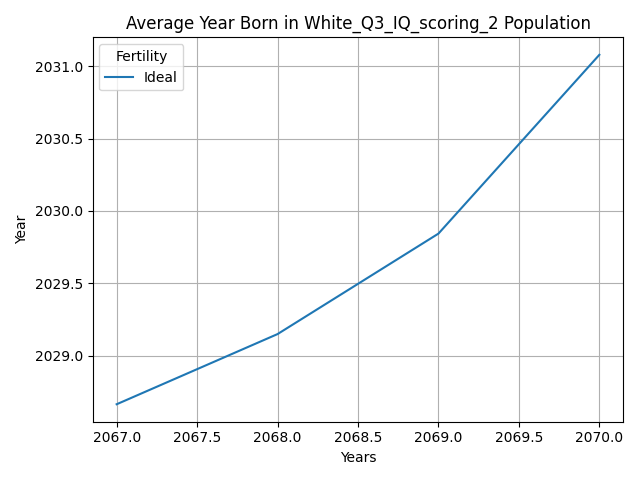 Average Year Born in White_Q3_IQ_scoring_2 Population
Fertility
Ideal
2031.0
2030.5
2030.0
2029.5
2029.0
Year
2067.0 2067.5 2068.0 2068.5 2069.0 2069.5 2070.0
Years